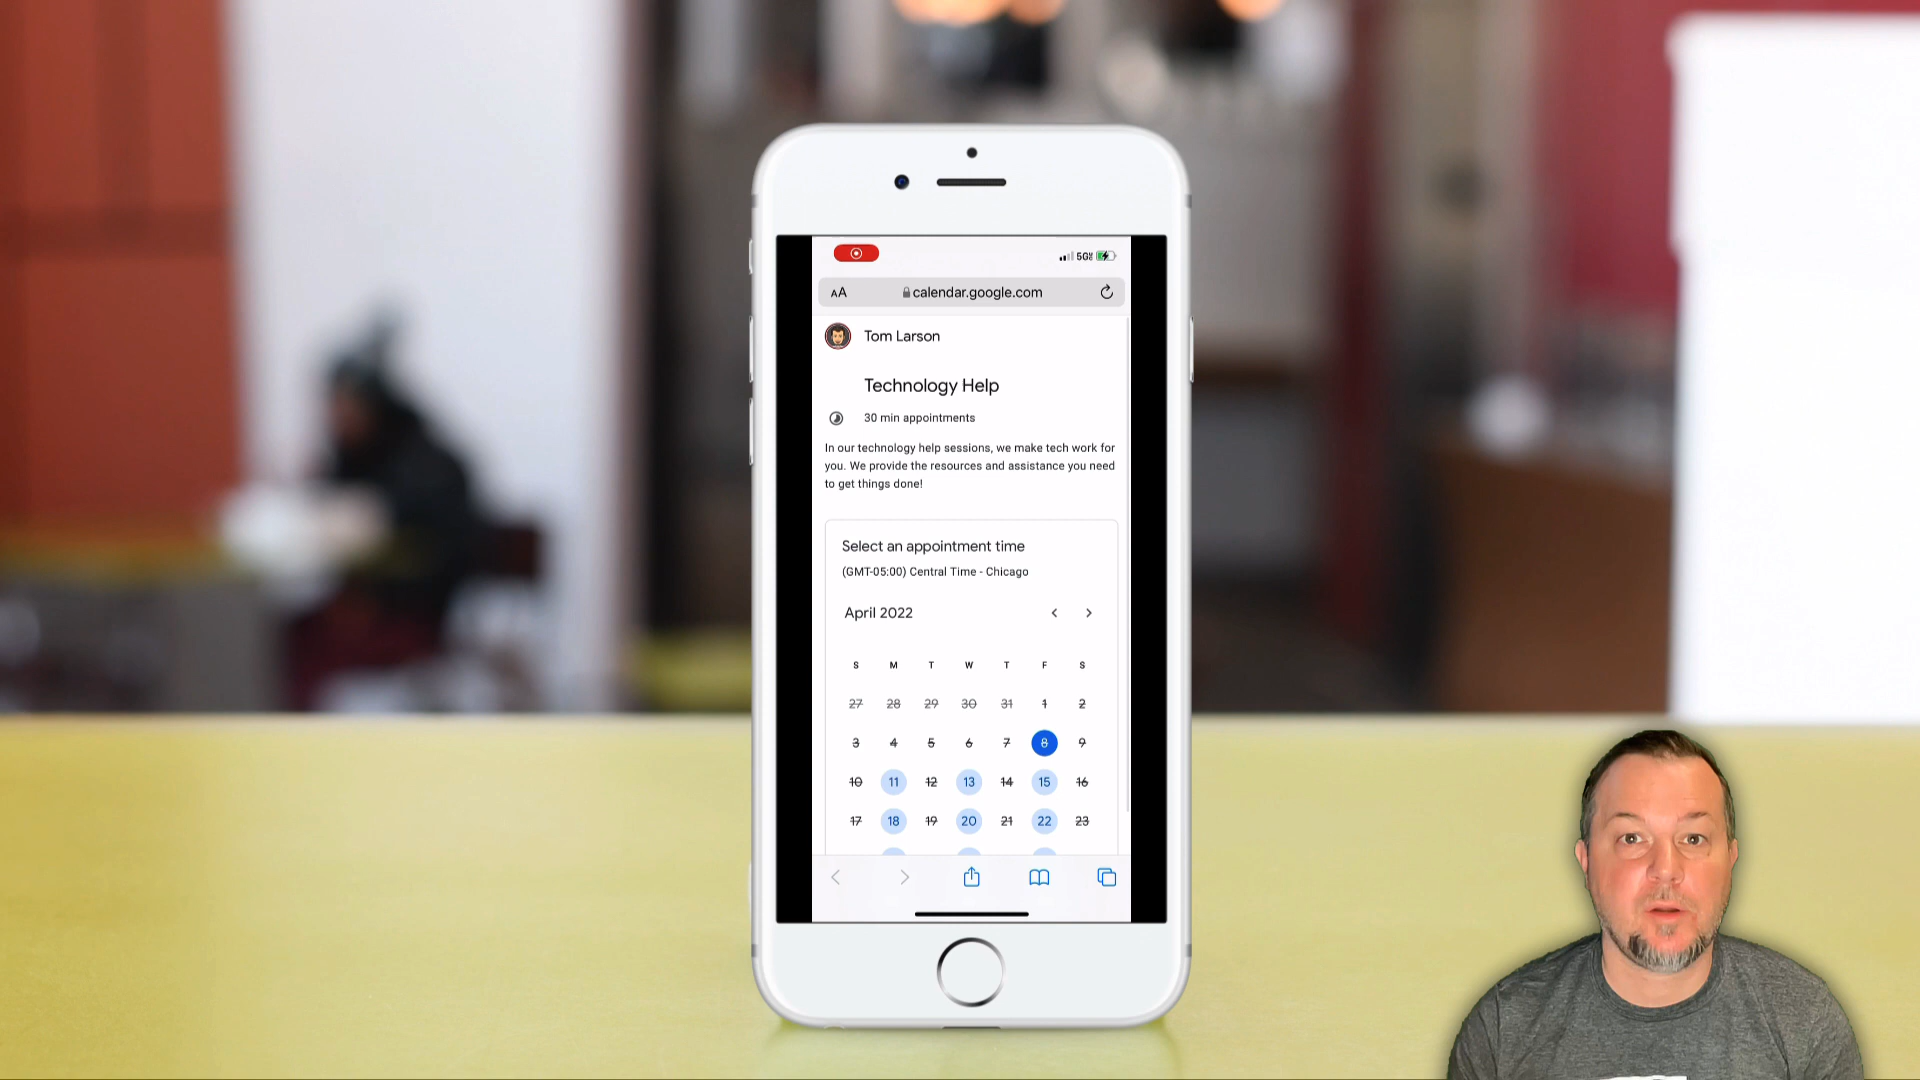 5G
AA calendar.google.com
Tom Larson
Technology Help
30 min appointments
In our technology help sessions, we make tech work for
you. We provide the resources and assistance you need
to get things done!
Select an appointment time
(GMT-05:00) Central Time - Chicago
April 2022
S M T W T F S
27 28 29 30 31 1 2
3 4 5 6 7 8 9
10 11 12 13 14 15 16
17 18 19 20 21 22 23